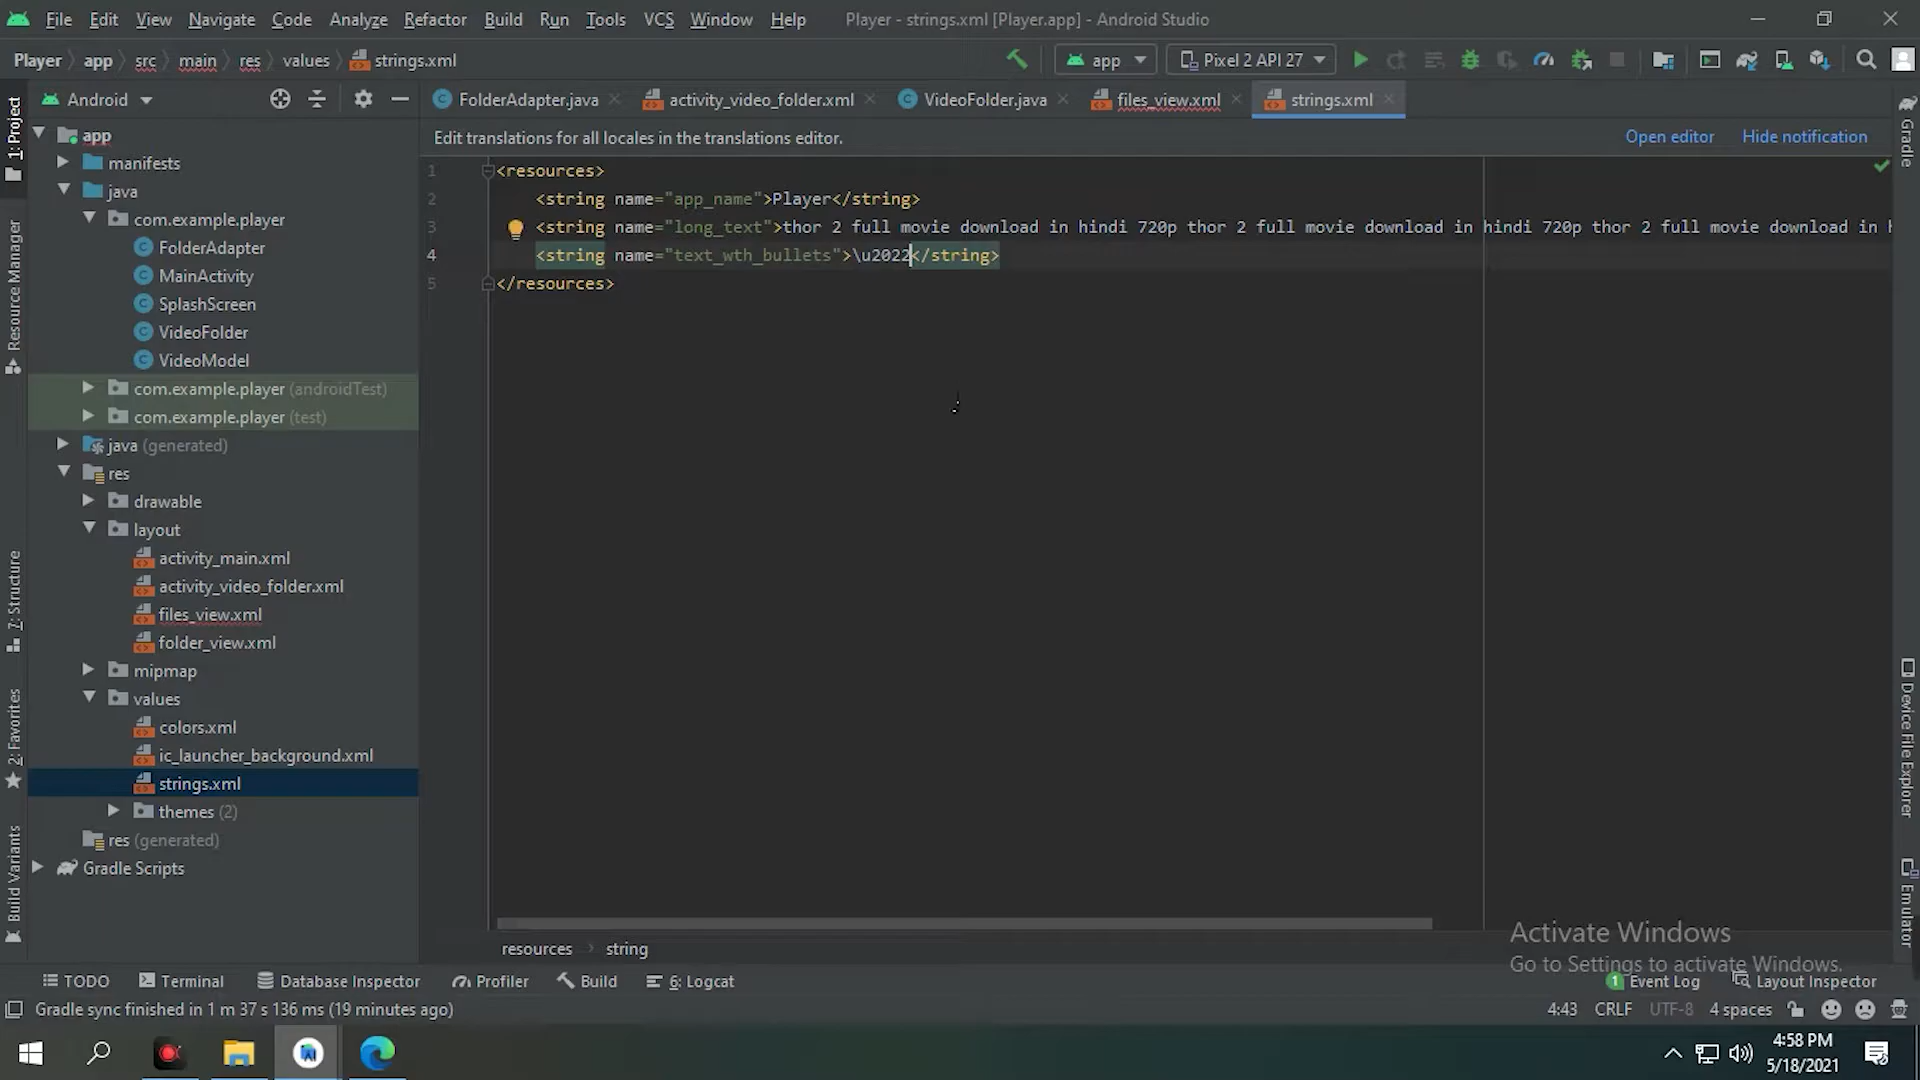 File Edit View Navigate Code Analyze Refactor Build Run Tools VCS Window Help Player - strings.xml [Player.app] - Android Studio
Player app src main res values strings.xml app Pixel 2 API 27
Android FolderAdapter.java activity_video_folder.xml VideoFolder.java files_view.xml strings.xml
Edit translations for all locales in the translations editor. Open editor Hide notification
1: Project
Resource Manager
7: Structure
2: Favorites
Build Variants
app
manifests
java
com.example.player
FolderAdapter
MainActivity
SplashScreen
VideoFolder
VideoModel
com.example.player (androidTest)
com.example.player (test)
java (generated)
res
drawable
layout
activity_main.xml
activity_video_folder.xml
files_view.xml
folder_view.xml
mipmap
values
colors.xml
ic_launcher_background.xml
strings.xml
themes (2)
res (generated)
Gradle Scripts
1 <resources>
2 <string name="app_name">Player</string>
3 <string name="long_text">thor 2 full movie download in hindi 720p thor 2 full movie download in hindi 720p thor 2 full movie download in h
4 <string name="text_wth_bullets">\u2022</string>
5 </resources>
Gradle
Device File Explorer
Emulator
resources string
Activate Windows
Go to Settings to activate Windows.
TODO Terminal Database Inspector Profiler Build 6: Logcat 1 Event Log Layout Inspector
Gradle sync finished in 1 m 37 s 136 ms (19 minutes ago) 4:43 CRLF UTF-8 4 spaces
4:58 PM
5/18/2021